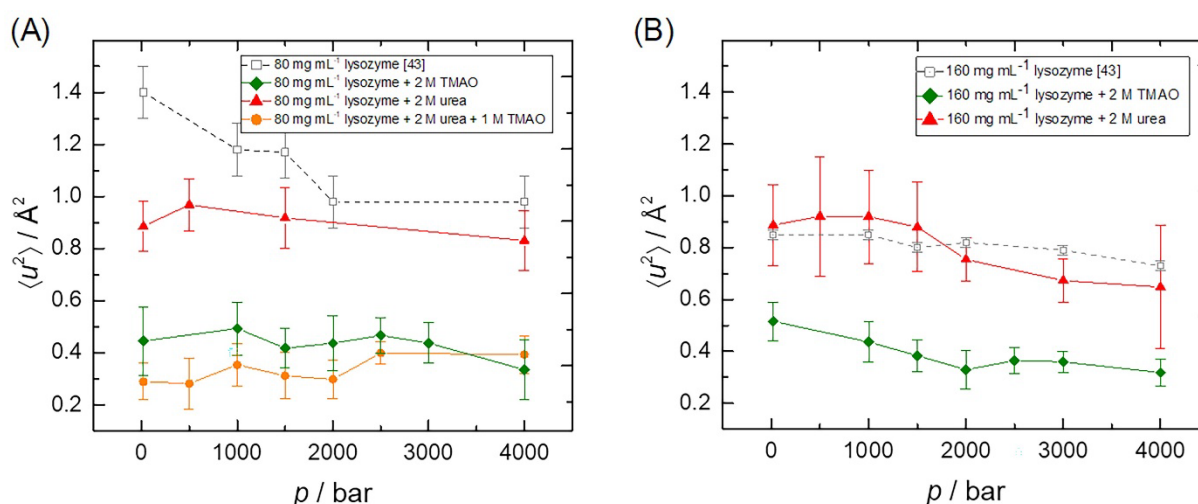 (A)
80 mg mL⁻¹ lysozyme [43]
80 mg mL⁻¹ lysozyme + 2 M TMAO
80 mg mL⁻¹ lysozyme + 2 M urea
80 mg mL⁻¹ lysozyme + 2 M urea + 1 M TMAO
1.4
1.2
1.0
0.8
0.6
0.4
0.2
⟨u²⟩ / Å²
0 1000 2000 3000 4000
p / bar
(B)
160 mg mL⁻¹ lysozyme [43]
160 mg mL⁻¹ lysozyme + 2 M TMAO
160 mg mL⁻¹ lysozyme + 2 M urea
1.4
1.2
1.0
0.8
0.6
0.4
0.2
⟨u²⟩ / Å²
0 1000 2000 3000 4000
p / bar